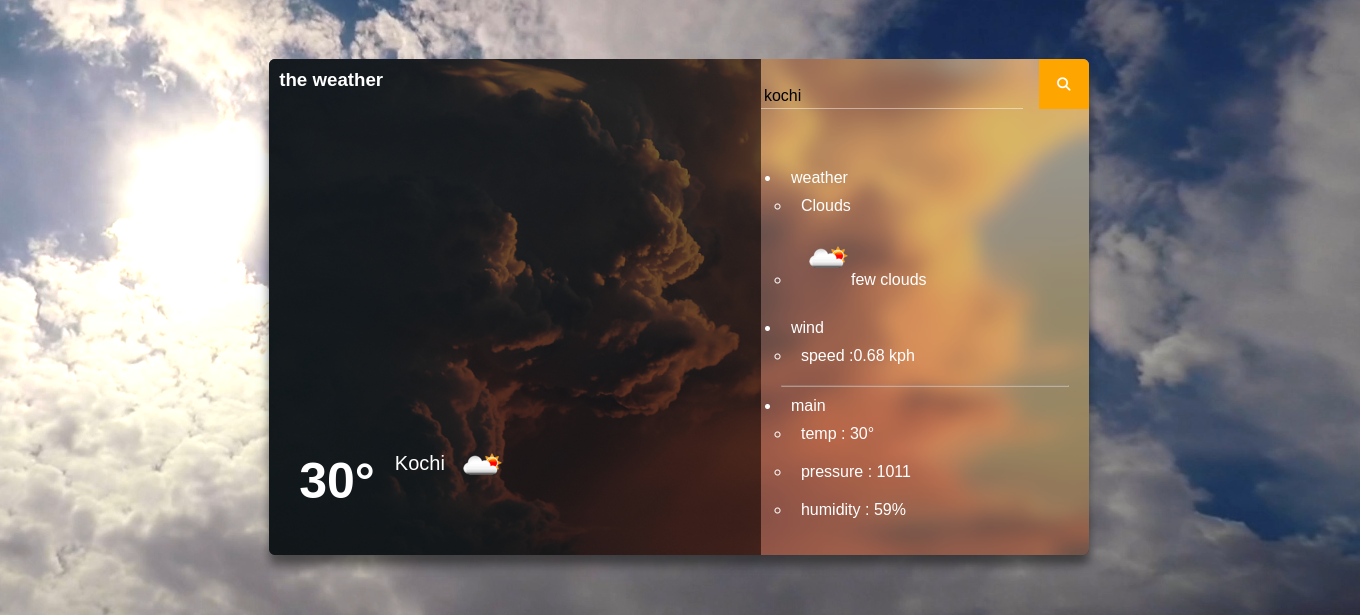 the weather
30°
Kochi
kochi
weather
Clouds
few clouds
wind
speed :0.68 kph
main
temp : 30°
pressure : 1011
humidity : 59%